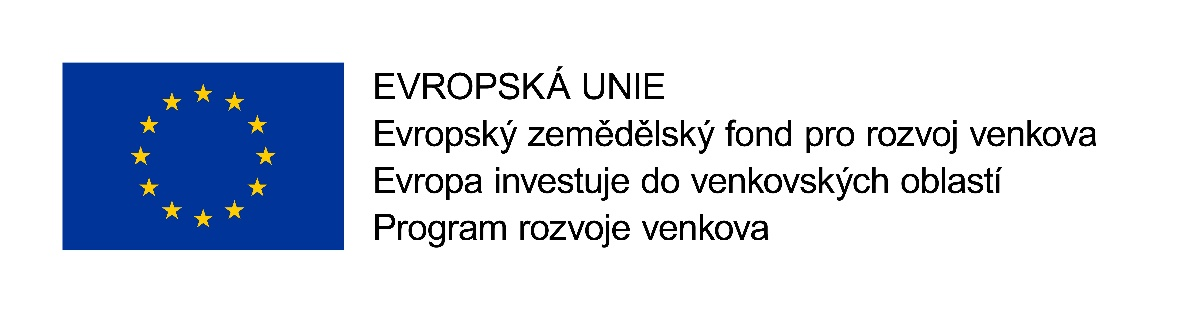 EVROPSKÁ UNIE
Evropský zemědělský fond pro rozvoj venkova
Evropa investuje do venkovských oblastí
Program rozvoje venkova